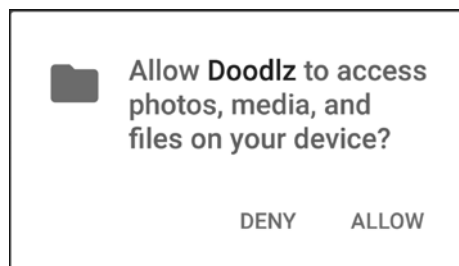 Allow Doodlz to access
photos, media, and
files on your device?
DENY ALLOW